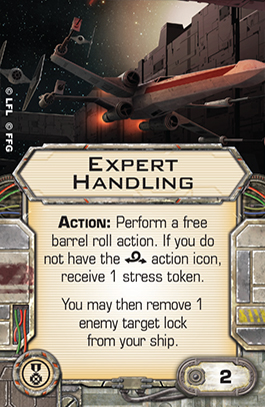 © LFL © FFG
EXPERT
HANDLING
ACTION: Perform a free
barrel roll action. If you do
not have the action icon,
receive 1 stress token.
You may then remove 1
enemy target lock
from your ship.
2